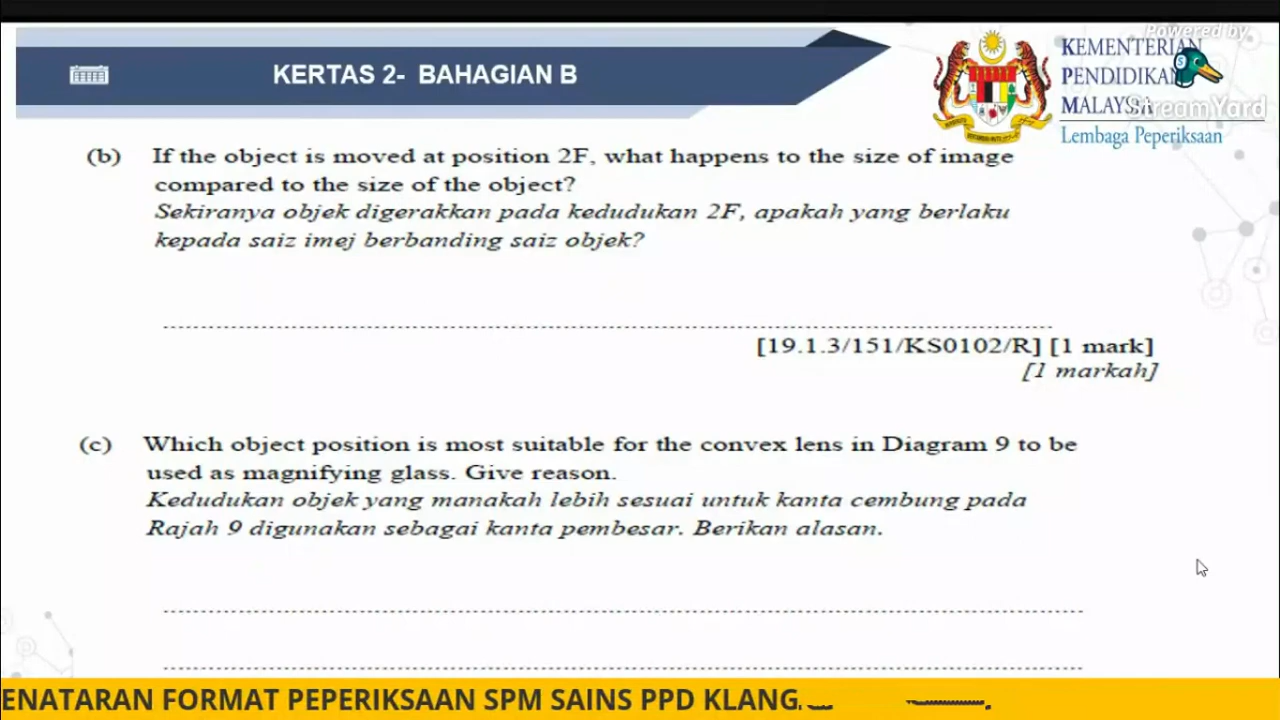 Powered by
StreamYard
KERTAS 2- BAHAGIAN B
KEMENTERIAN
PENDIDIKAN
MALAYSIA
Lembaga Peperiksaan
(b) If the object is moved at position 2F, what happens to the size of image
compared to the size of the object?
Sekiranya objek digerakkan pada kedudukan 2F, apakah yang berlaku
kepada saiz imej berbanding saiz objek?
[19.1.3/151/KS0102/R] [1 mark]
[1 markah]
(c) Which object position is most suitable for the convex lens in Diagram 9 to be
used as magnifying glass. Give reason.
Kedudukan objek yang manakah lebih sesuai untuk kanta cembung pada
Rajah 9 digunakan sebagai kanta pembesar. Berikan alasan.
ENATARAN FORMAT PEPERIKSAAN SPM SAINS PPD KLANG